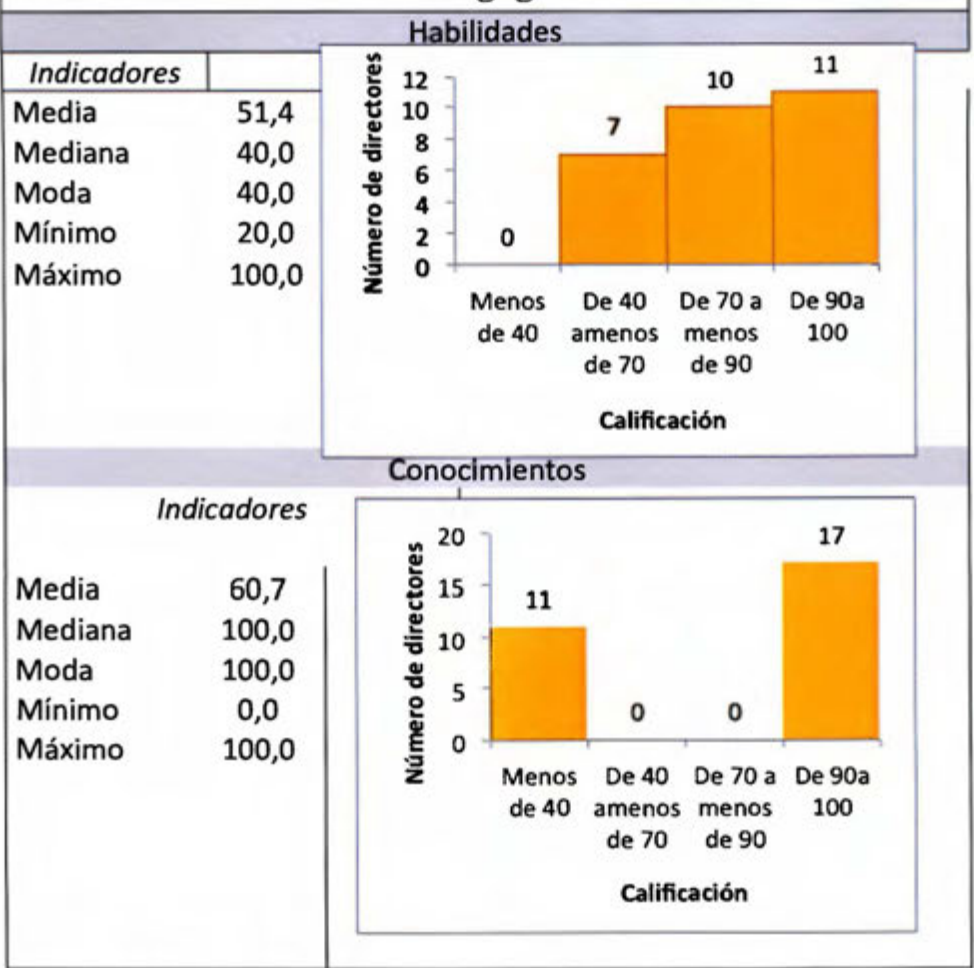 Habilidades
Indicadores
Media 51,4
Mediana 40,0
Moda 40,0
Mínimo 20,0
Máximo 100,0
Número de directores
12
10
8
6
4
2
0
0
7
10
11
Menos de 40
De 40 amenos de 70
De 70 a menos de 90
De 90a 100
Calificación
Conocimientos
Indicadores
Media 60,7
Mediana 100,0
Moda 100,0
Mínimo 0,0
Máximo 100,0
Número de directores
20
15
10
5
0
11
0
0
17
Menos de 40
De 40 amenos de 70
De 70 a menos de 90
De 90a 100
Calificación